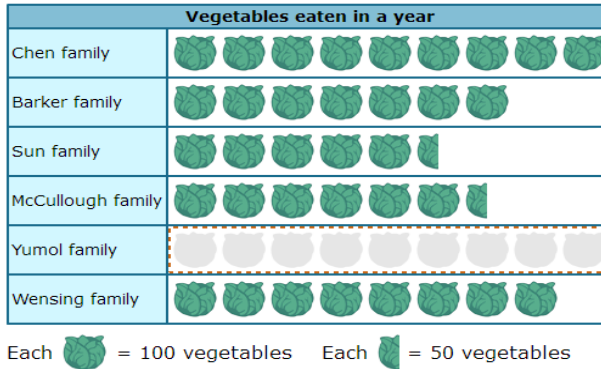 Vegetables eaten in a year
Chen family
Barker family
Sun family
McCullough family
Yumol family
Wensing family
Each = 100 vegetables Each = 50 vegetables